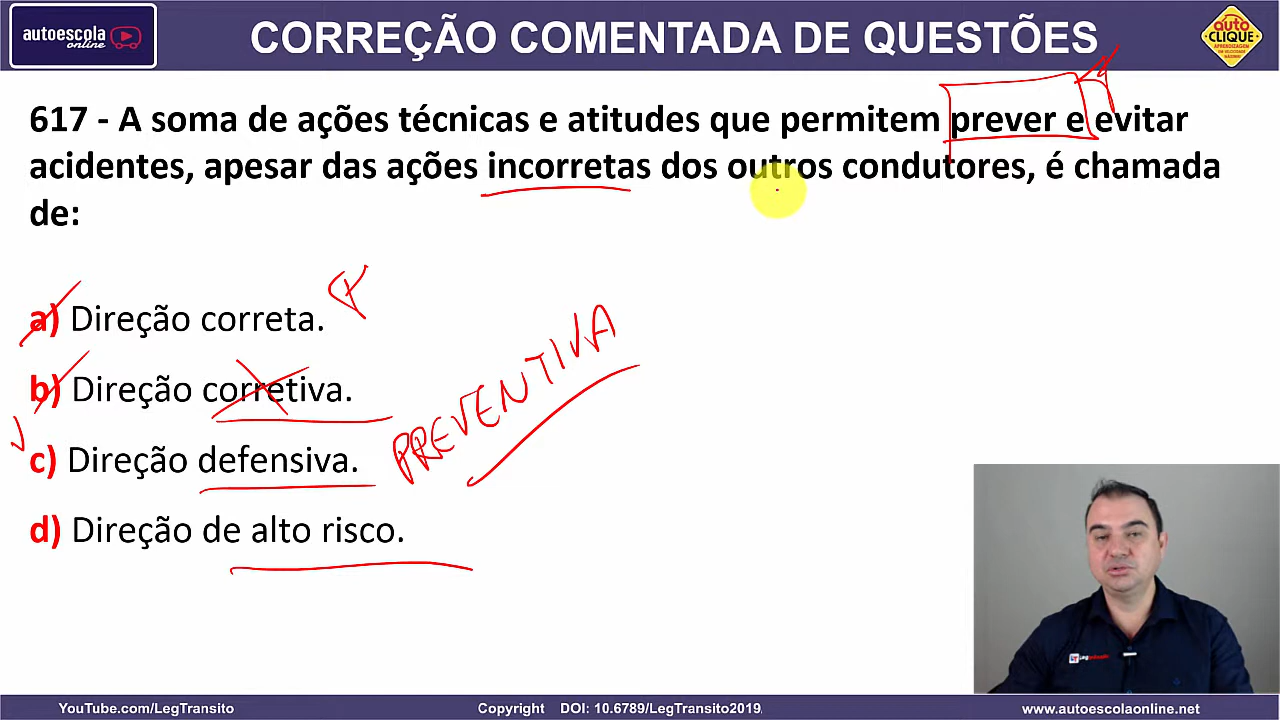 autoescola
online
CORREÇÃO COMENTADA DE QUESTÕES
auto
CLIQUE
617 - A soma de ações técnicas e atitudes que permitem prever e evitar
acidentes, apesar das ações incorretas dos outros condutores, é chamada
de:
a) Direção correta.
b) Direção corretiva.
c) Direção defensiva.
PREVENTIVA
d) Direção de alto risco.
YouTube.com/LegTransito
Copyright DOI: 10.6789/LegTransito2019
www.autoescolaonline.net